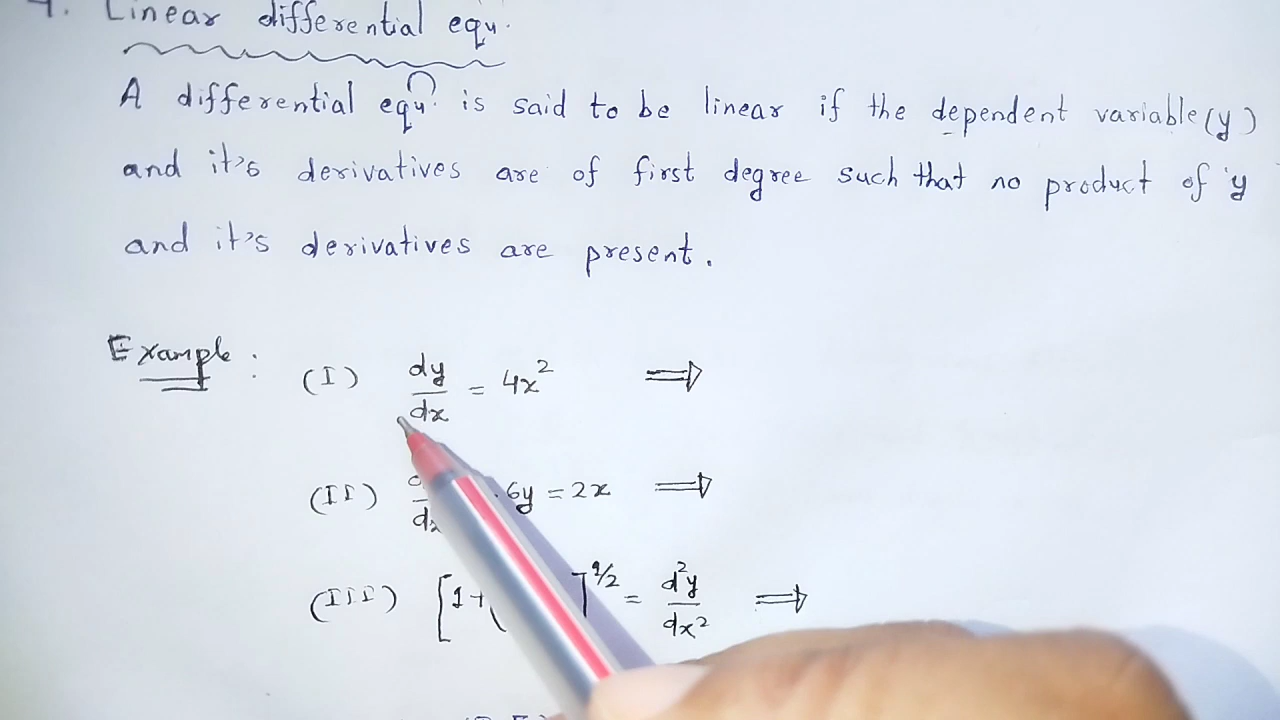 Linear differential equ.
A differential equ. is said to be linear if the dependent variable (y)
and it's derivatives are of first degree such that no product of y
and it's derivatives are present.
Example : (I) dy/dx = 4x² ⇒
(II) 6y = 2x ⇒
(III) [1+( ]^1/2 = d²y/dx² ⇒